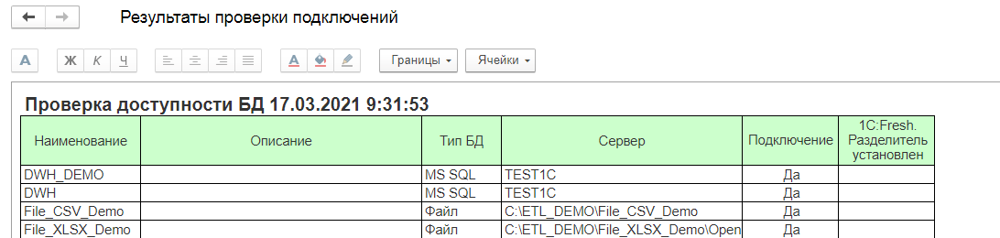 Результаты проверки подключений
А Ж К Ч А Границы Ячейки
Проверка доступности БД 17.03.2021 9:31:53
Наименование Описание Тип БД Сервер Подключение 1C:Fresh. Разделитель установлен
DWH_DEMO MS SQL TEST1C Да
DWH MS SQL TEST1C Да
File_CSV_Demo Файл C:\ETL_DEMO\File_CSV_Demo Да
File_XLSX_Demo Файл C:\ETL_DEMO\File_XLSX_Demo\Open Да